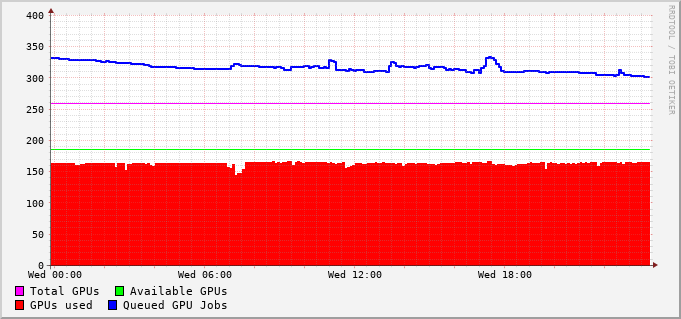 400
350
300
250
200
150
100
50
0
Wed 00:00 Wed 06:00 Wed 12:00 Wed 18:00
Total GPUs Available GPUs
GPUs used Queued GPU Jobs
RRDTOOL / TOBI OETIKER